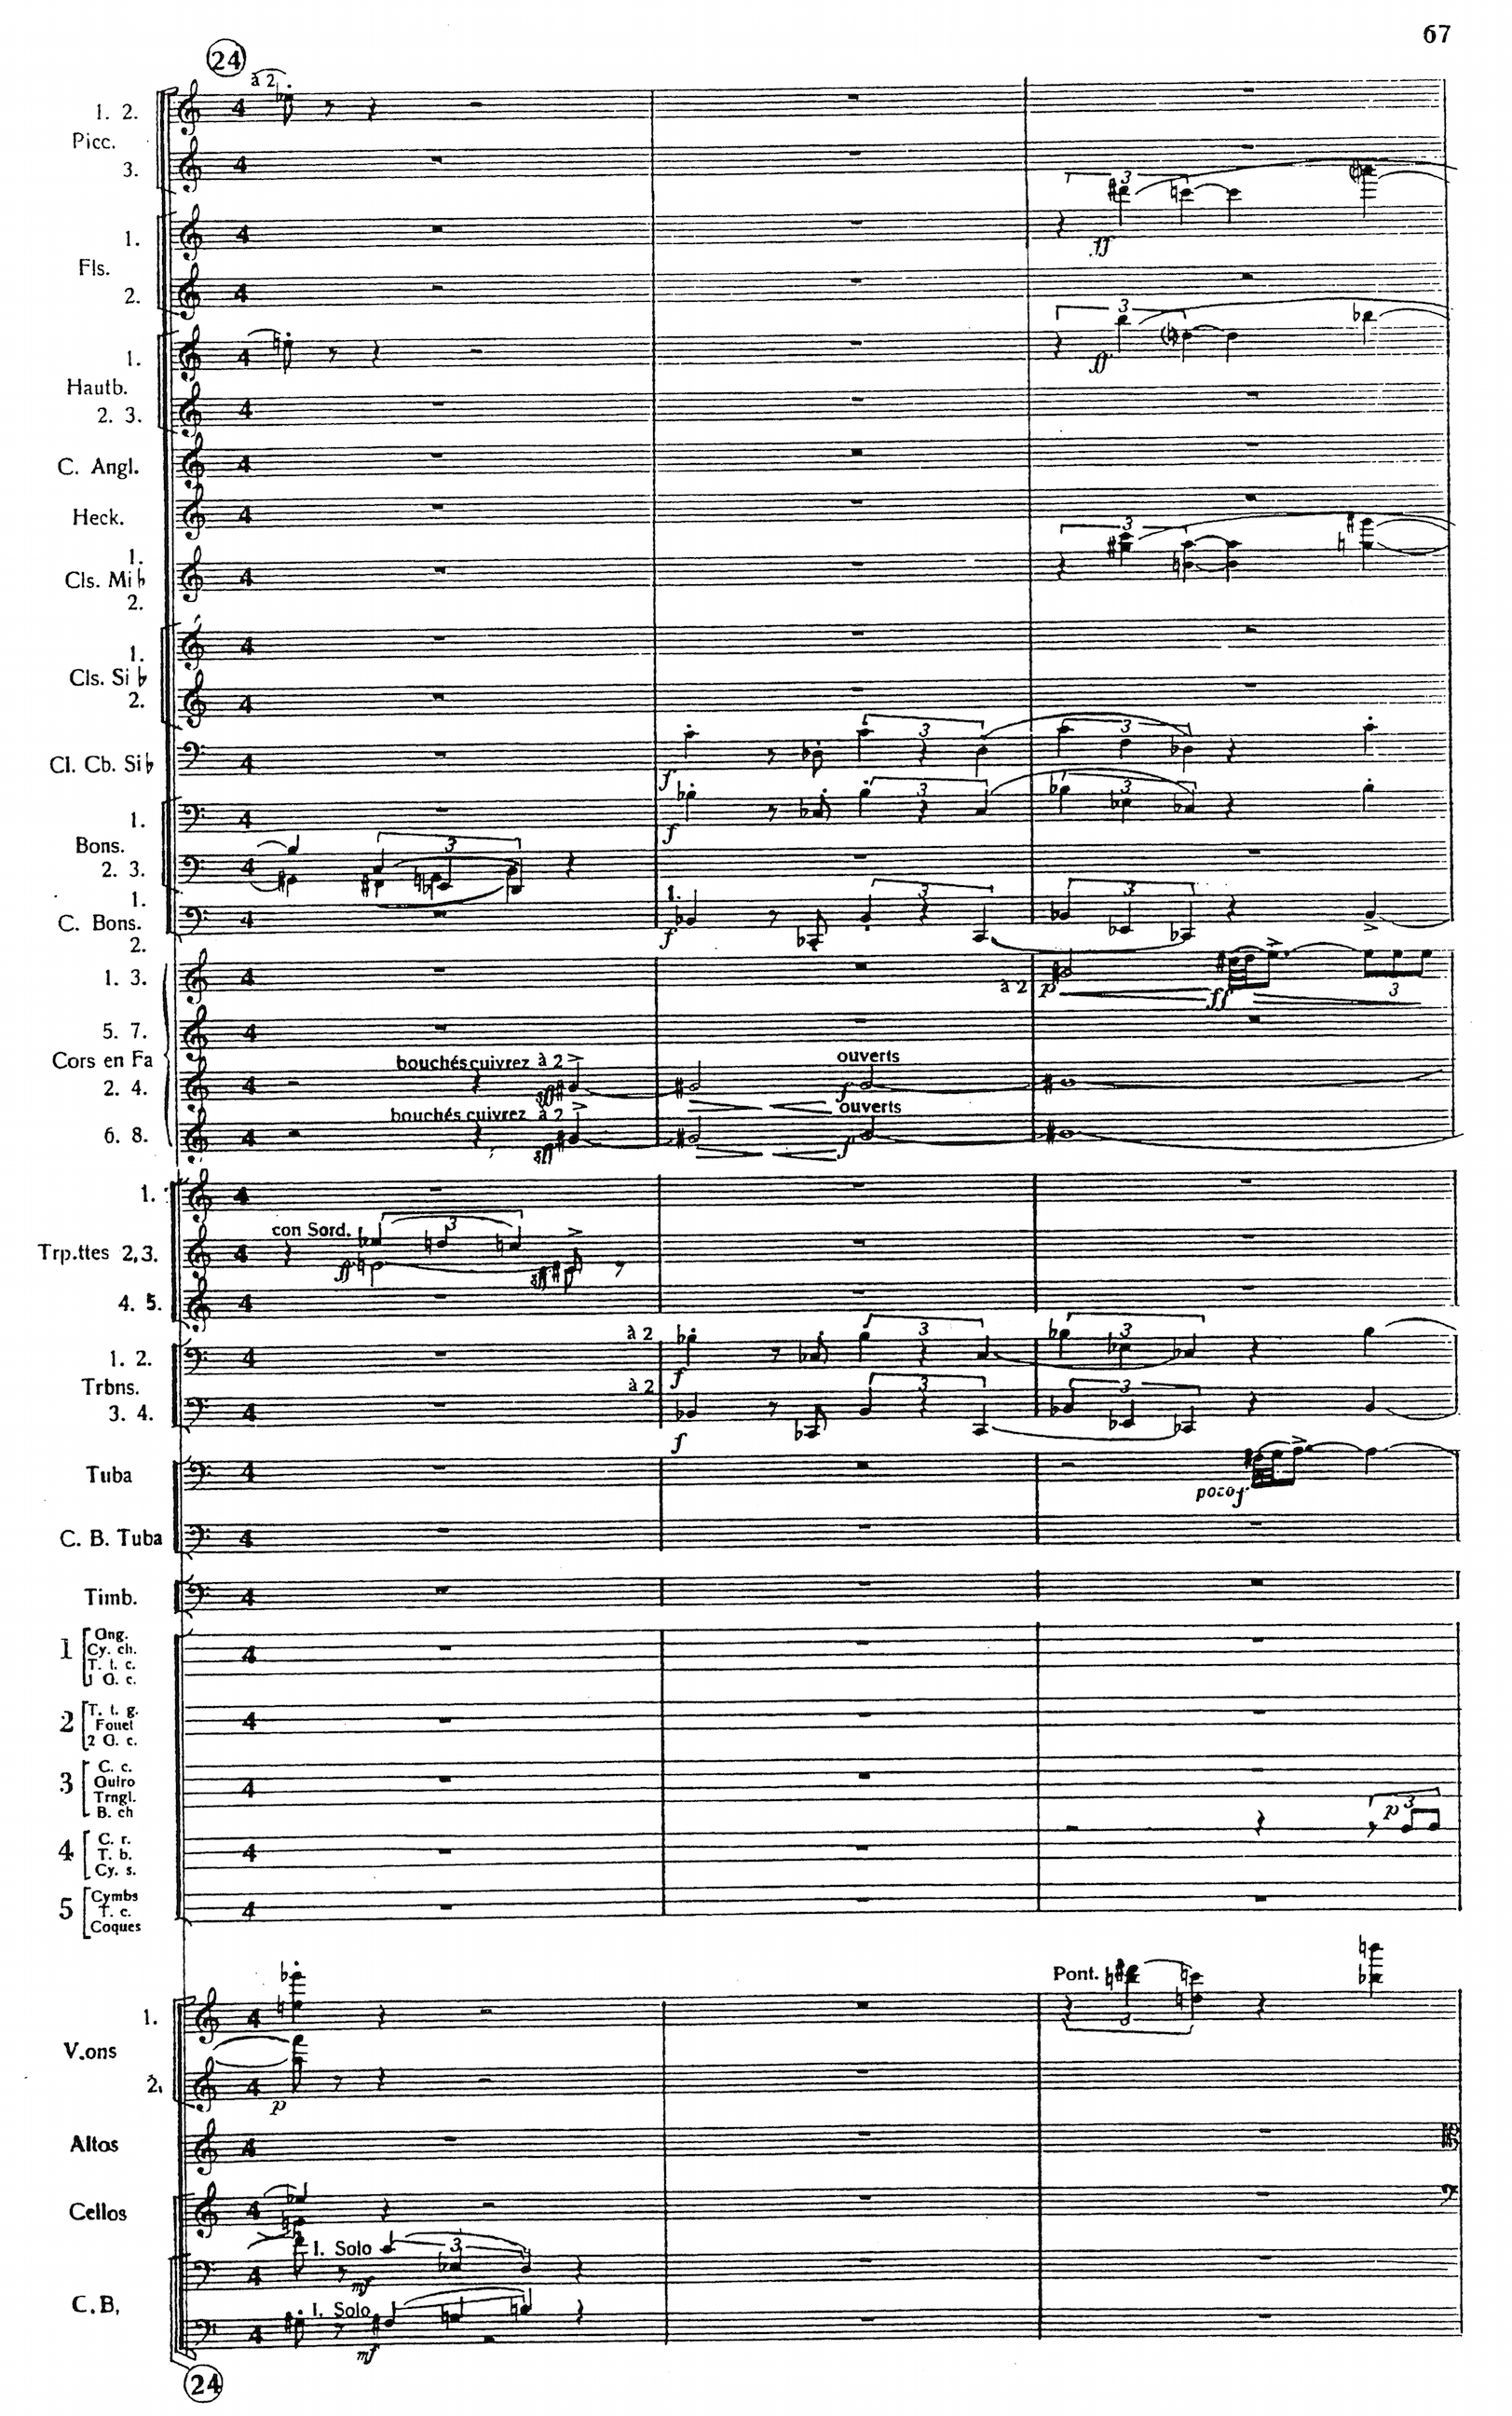 67
24
à 2
1. 2.
Picc.
3.
3
1.
ff
Fls.
2.
3
1.
ff
Hautb.
2. 3.
C. Angl.
Heck.
3
1.
Cls. Mi♭
2.
1.
Cls. Si♭
2.
3 3
Cl. Cb. Si♭
f
3 3
1.
f
Bons.
3
2. 3.
1. 3 3
1.
C. Bons.
f
2.
1. 3.
à 2 p ff 3
5. 7.
Cors en Fa
bouchés cuivrez à 2 ouverts
2. 4.
sff f
bouchés cuivrez à 2 ouverts
6. 8.
sff f
1.
con Sord. 3
Trp.ttes 2,3.
ff sff
4. 5.
à 2 3 3
1. 2.
f
Trbns.
à 2 3 3
3. 4.
f
Tuba
poco f
C. B. Tuba
Timb.
1
Gng.
Cy. ch.
T. t. c.
1 G. c.
2
T. t. g.
Fouet
2 G. c.
3
C. c.
Guiro
Trngl.
B. ch
p 3
4
C. r.
T. b.
Cy. s.
5
Cymbs
T. c.
Coques
Pont.
1.
3
V.ons
2.
p
Altos
Cellos
I. Solo 3
mf
C.B.
I. Solo
mf
24